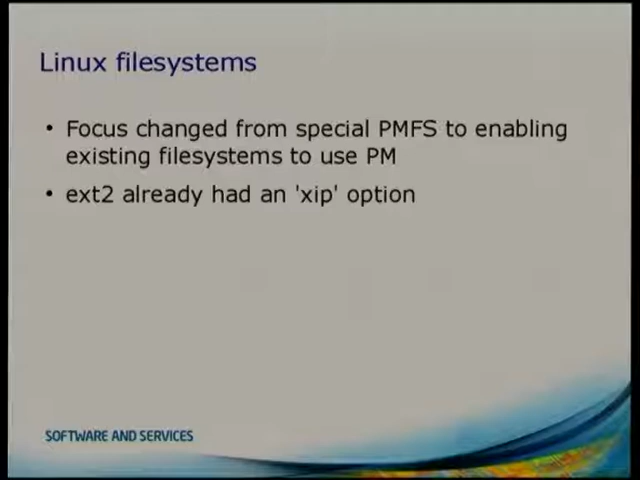 Linux filesystems
• Focus changed from special PMFS to enabling
existing filesystems to use PM
• ext2 already had an 'xip' option
SOFTWARE AND SERVICES